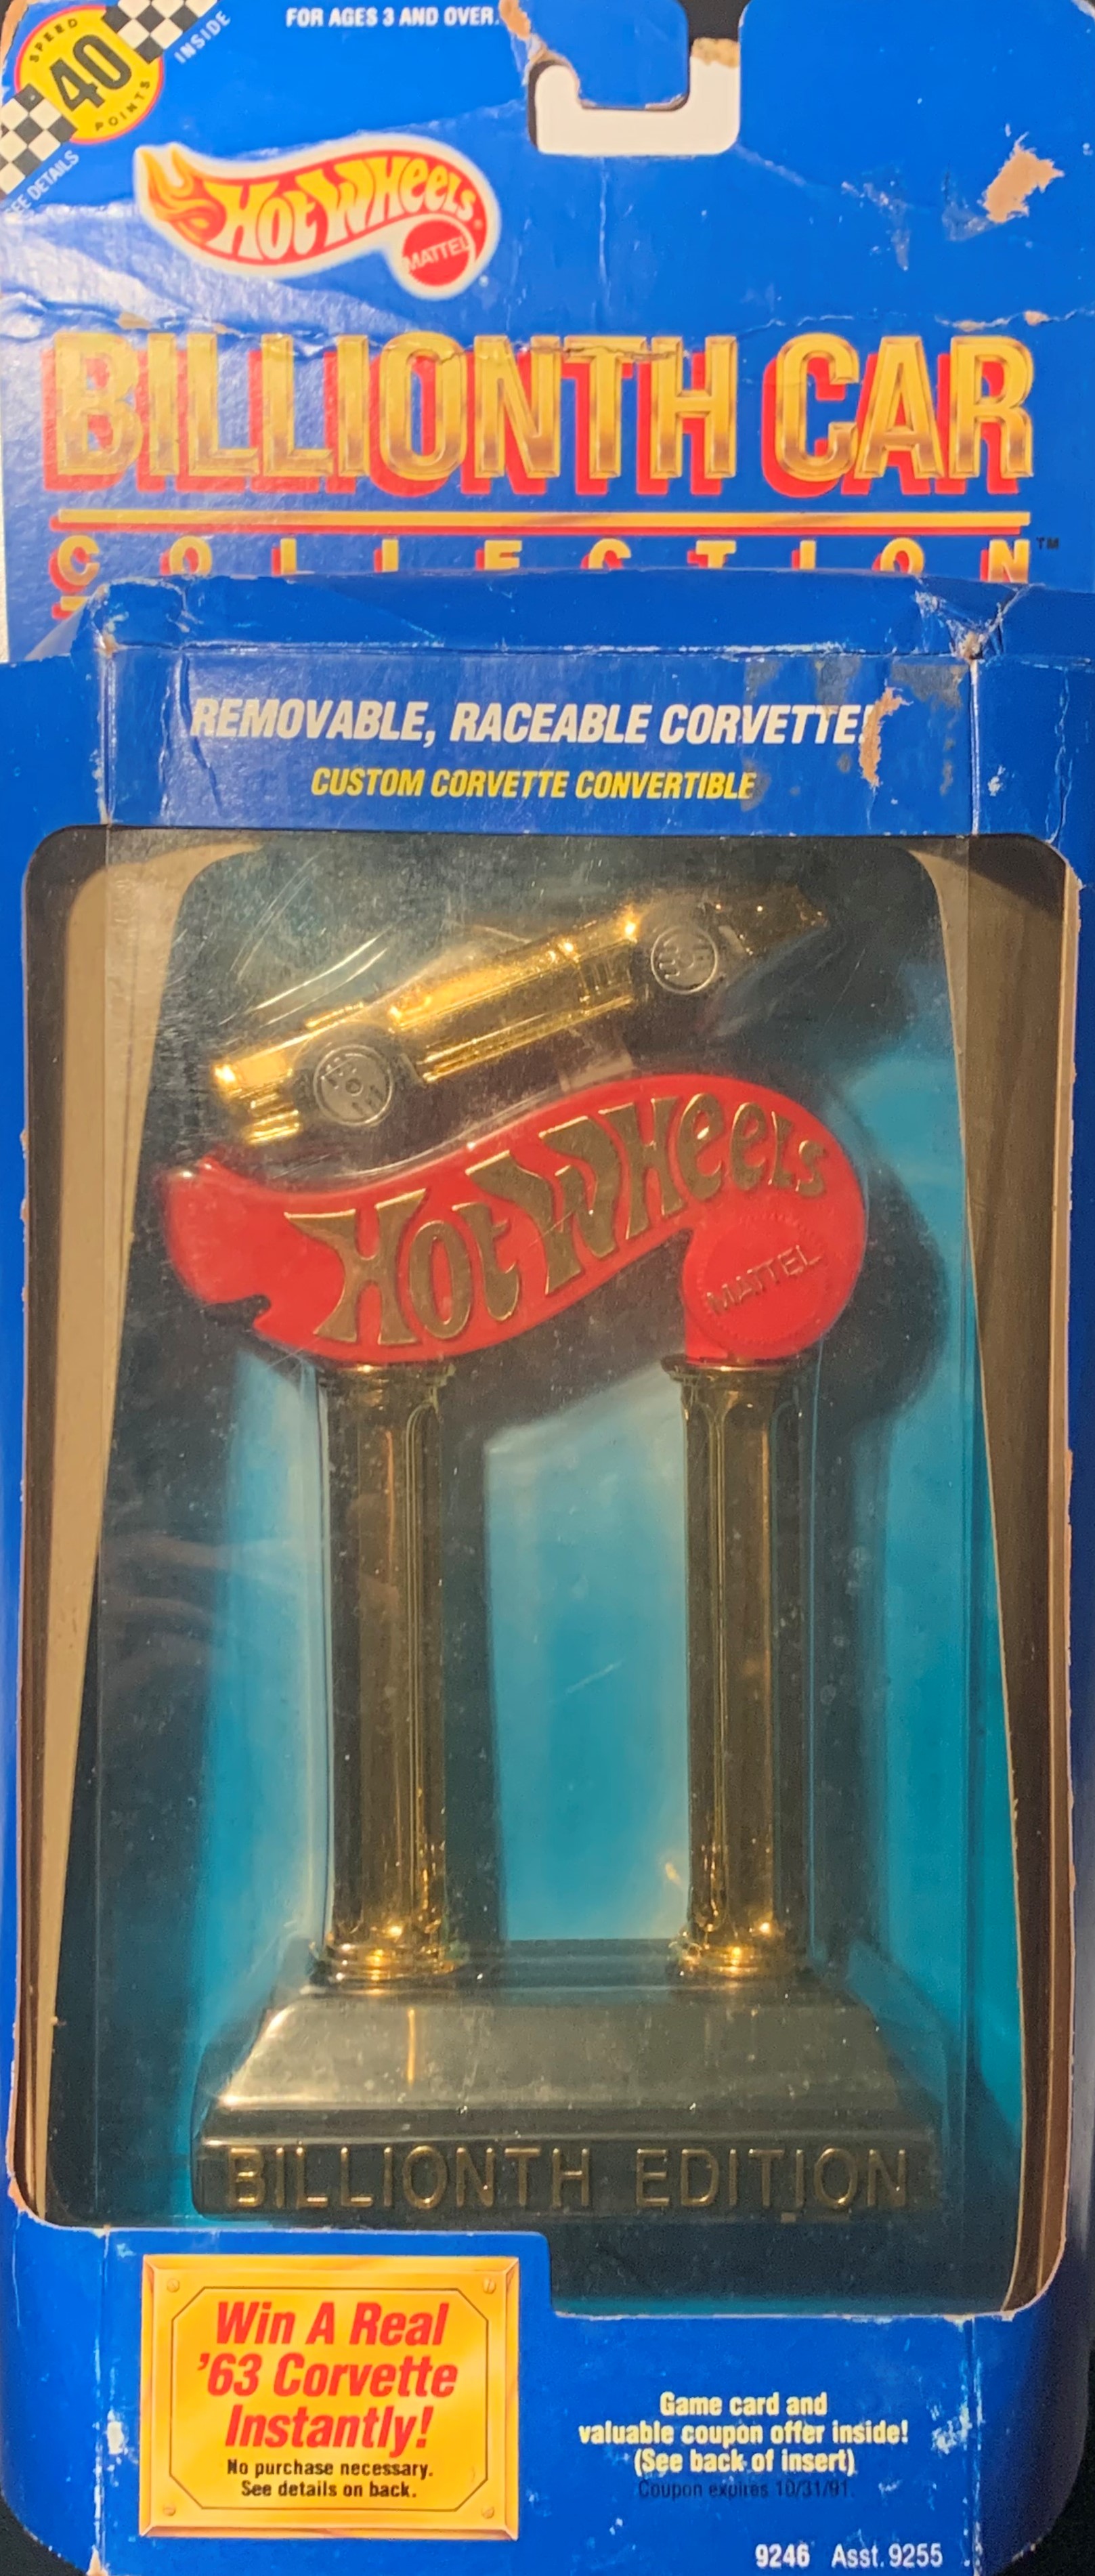 FOR AGES 3 AND OVER.
SPEED
40
POINTS
INSIDE
SEE DETAILS
Hot Wheels®
MATTEL
BILLIONTH CAR
COLLECTION™
REMOVABLE, RACEABLE CORVETTE!
CUSTOM CORVETTE CONVERTIBLE
Hot Wheels
MATTEL
BILLIONTH EDITION
Win A Real
'63 Corvette
Instantly!
No purchase necessary.
See details on back.
Game card and
valuable coupon offer inside!
(See back of insert)
Coupon expires 10/31/91.
9246 Asst. 9255